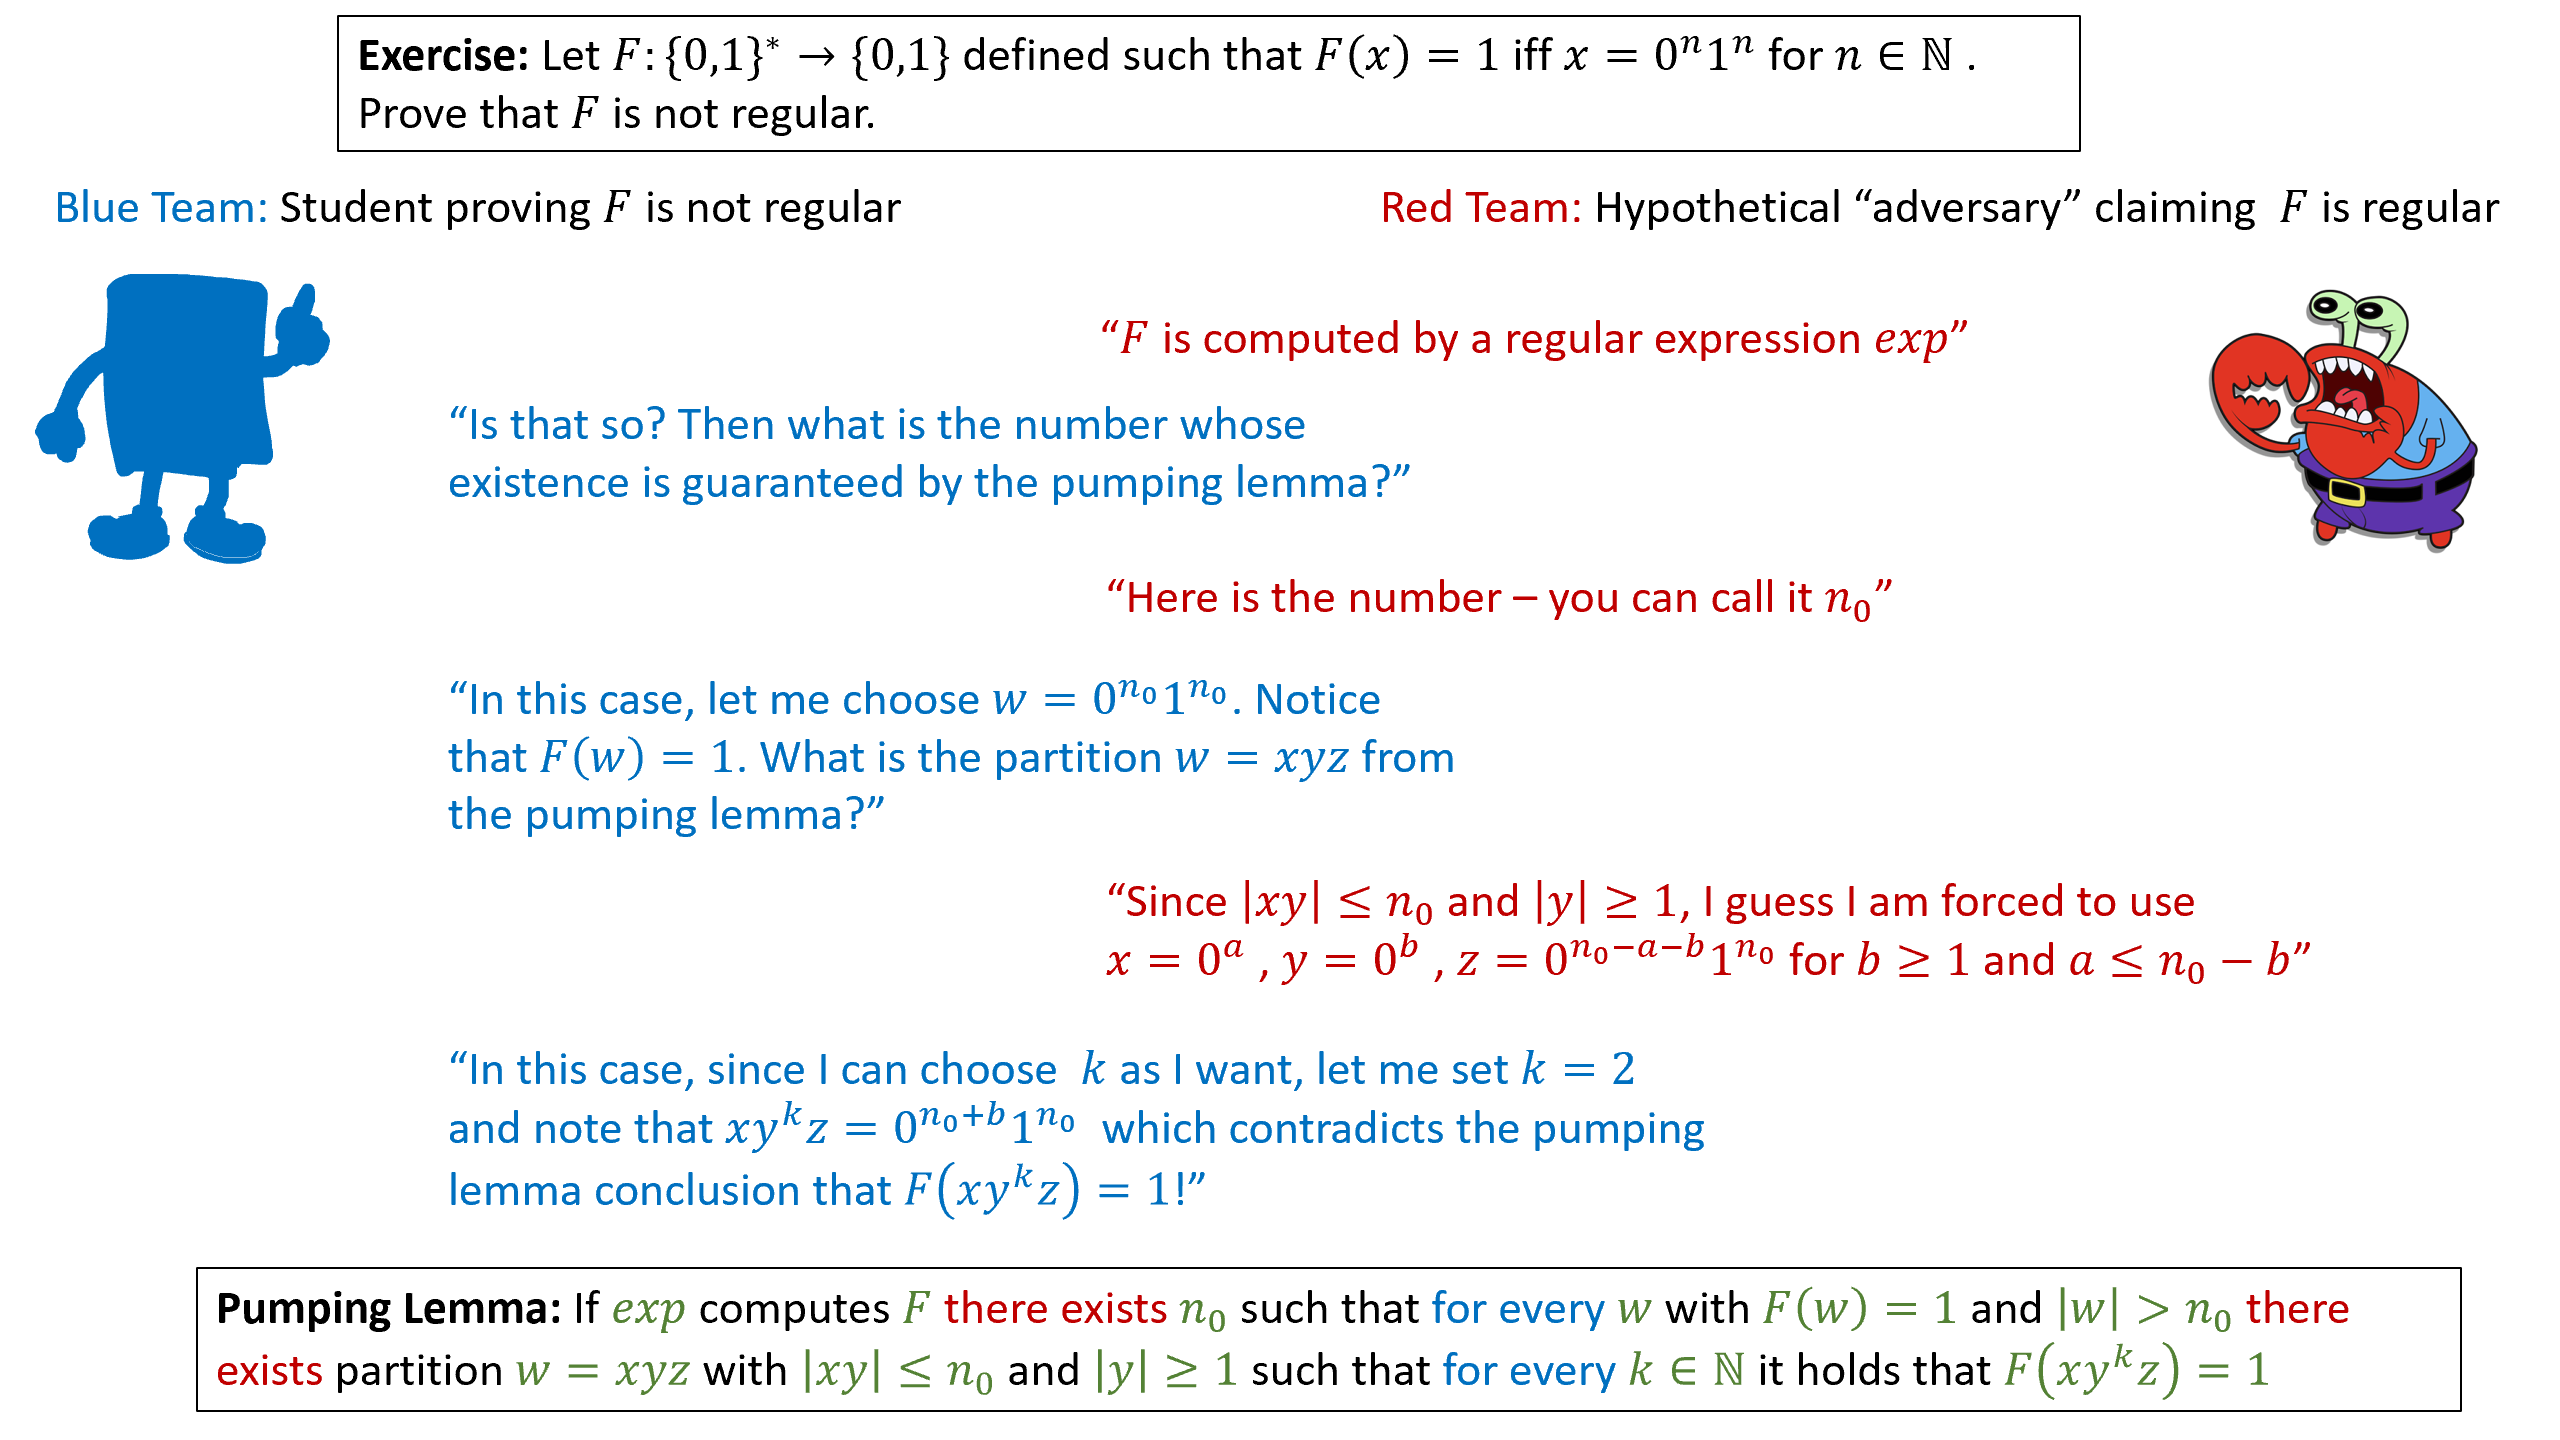 Exercise: Let F: {0,1}* → {0,1} defined such that F(x) = 1 iff x = 0ⁿ1ⁿ for n ∈ ℕ .
Prove that F is not regular.
Blue Team: Student proving F is not regular
Red Team: Hypothetical “adversary” claiming F is regular
“F is computed by a regular expression exp”
“Is that so? Then what is the number whose
existence is guaranteed by the pumping lemma?”
“Here is the number – you can call it n₀”
“In this case, let me choose w = 0^{n₀}1^{n₀}. Notice
that F(w) = 1. What is the partition w = xyz from
the pumping lemma?”
“Since |xy| ≤ n₀ and |y| ≥ 1, I guess I am forced to use
x = 0^a , y = 0^b , z = 0^{n₀−a−b}1^{n₀} for b ≥ 1 and a ≤ n₀ − b”
“In this case, since I can choose k as I want, let me set k = 2
and note that xy^kz = 0^{n₀+b}1^{n₀} which contradicts the pumping
lemma conclusion that F(xy^kz) = 1!”
Pumping Lemma: If exp computes F there exists n₀ such that for every w with F(w) = 1 and |w| > n₀ there
exists partition w = xyz with |xy| ≤ n₀ and |y| ≥ 1 such that for every k ∈ ℕ it holds that F(xy^kz) = 1